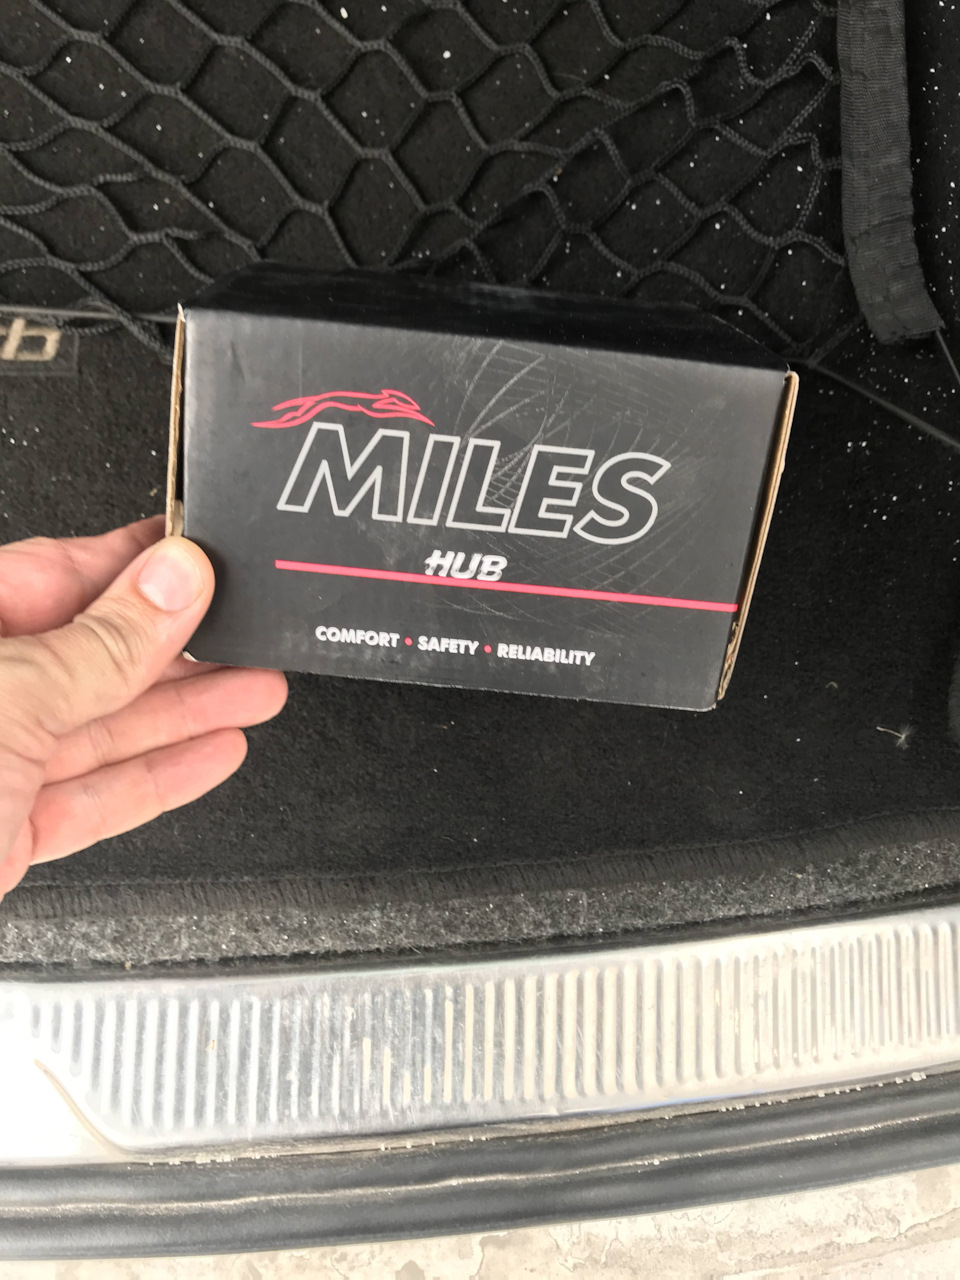 MILES
HUB
COMFORT • SAFETY • RELIABILITY